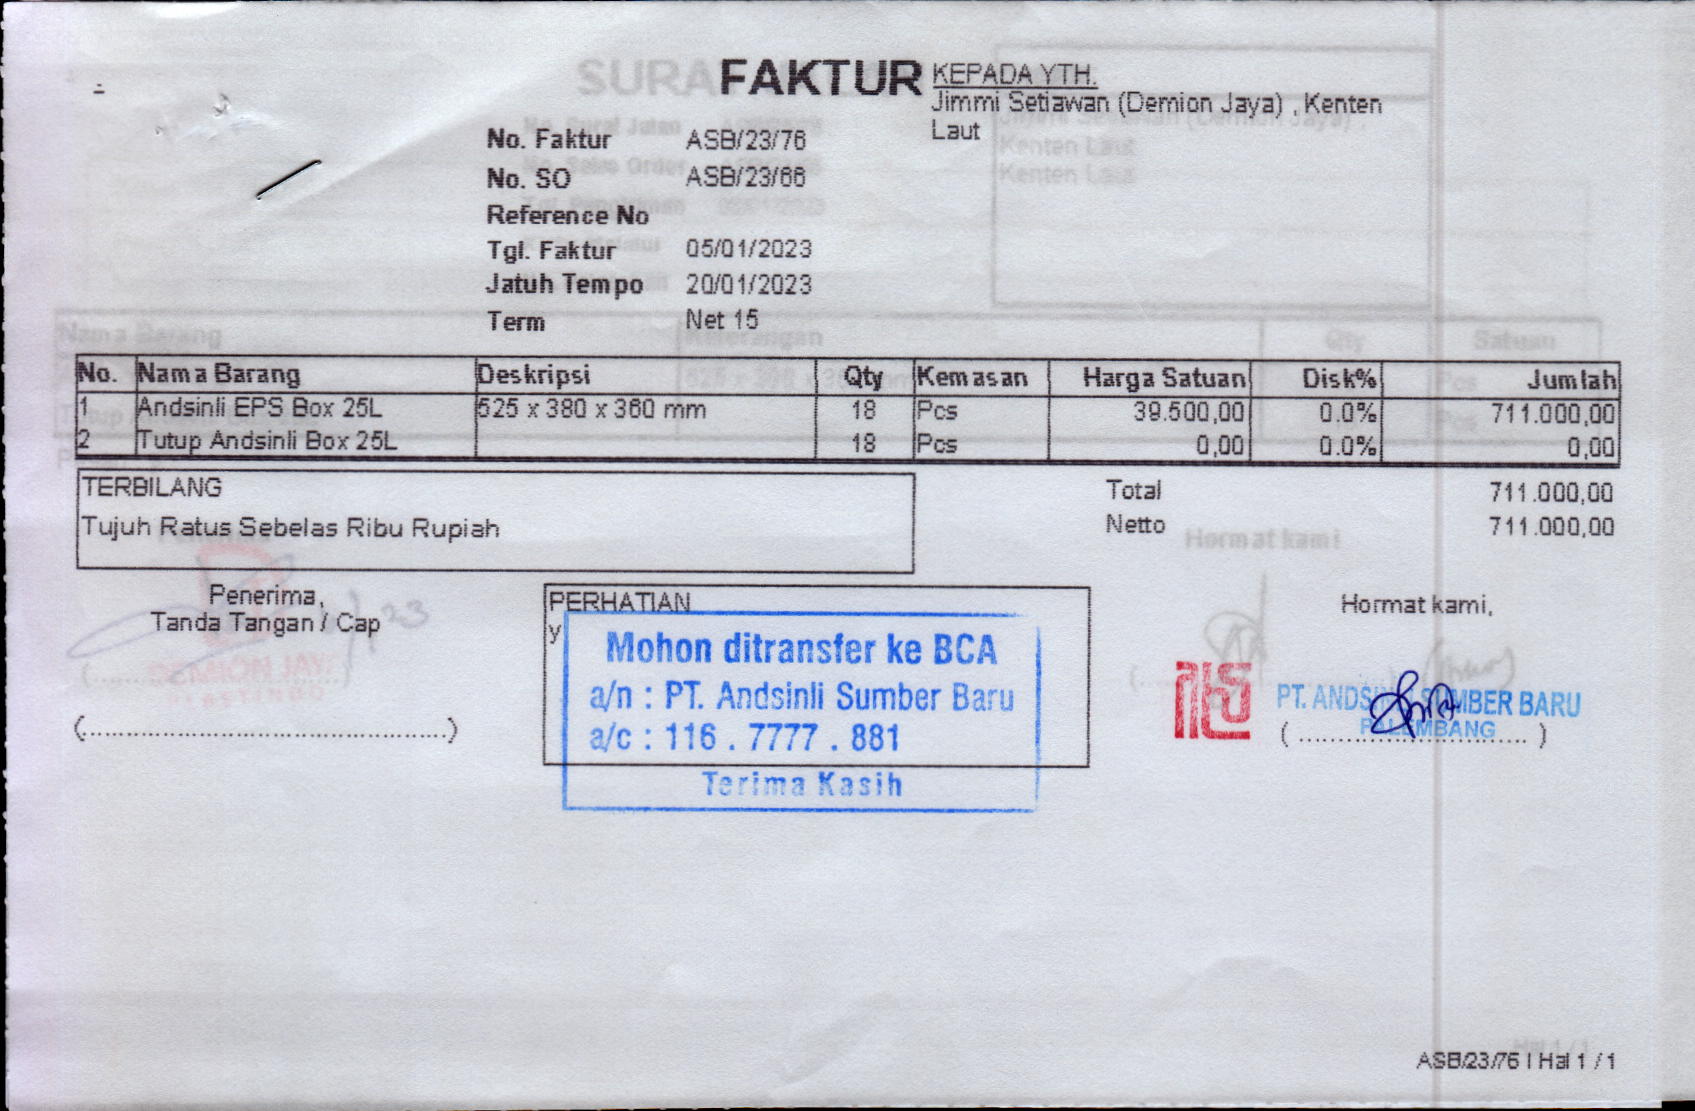 FAKTUR
KEPADA YTH.
Jimmi Setiawan (Demion Jaya) , Kenten
Laut
No. Faktur ASB/23/76
No. SO ASB/23/66
Reference No
Tgl. Faktur 05/01/2023
Jatuh Tempo 20/01/2023
Term Net 15
No. Nama Barang Deskripsi Qty Kemasan Harga Satuan Disk% Jumlah
1 Andsinli EPS Box 25L 525 x 380 x 360 mm 18 Pcs 39.500,00 0.0% 711.000,00
2 Tutup Andsinli Box 25L 18 Pcs 0,00 0.0% 0,00
TERBILANG
Tujuh Ratus Sebelas Ribu Rupiah
Total 711.000,00
Netto 711.000,00
Penerima,
Tanda Tangan / Cap
(............................................)
PERHATIAN
y
Mohon ditransfer ke BCA
a/n : PT. Andsinli Sumber Baru
a/c : 116 . 7777 . 881
Terima Kasih
Hormat kami,
PT. ANDSINLI SUMBER BARU
PALEMBANG
( ............................ )
ASB/23/76 | Hal 1 / 1